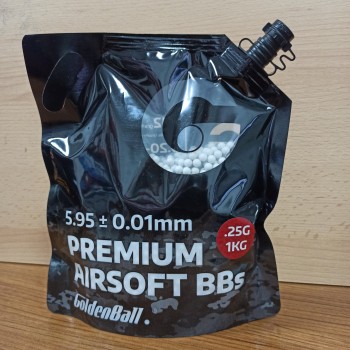 5.95 ± 0.01mm
PREMIUM
AIRSOFT BBs
.25G
1KG
GoldenBall